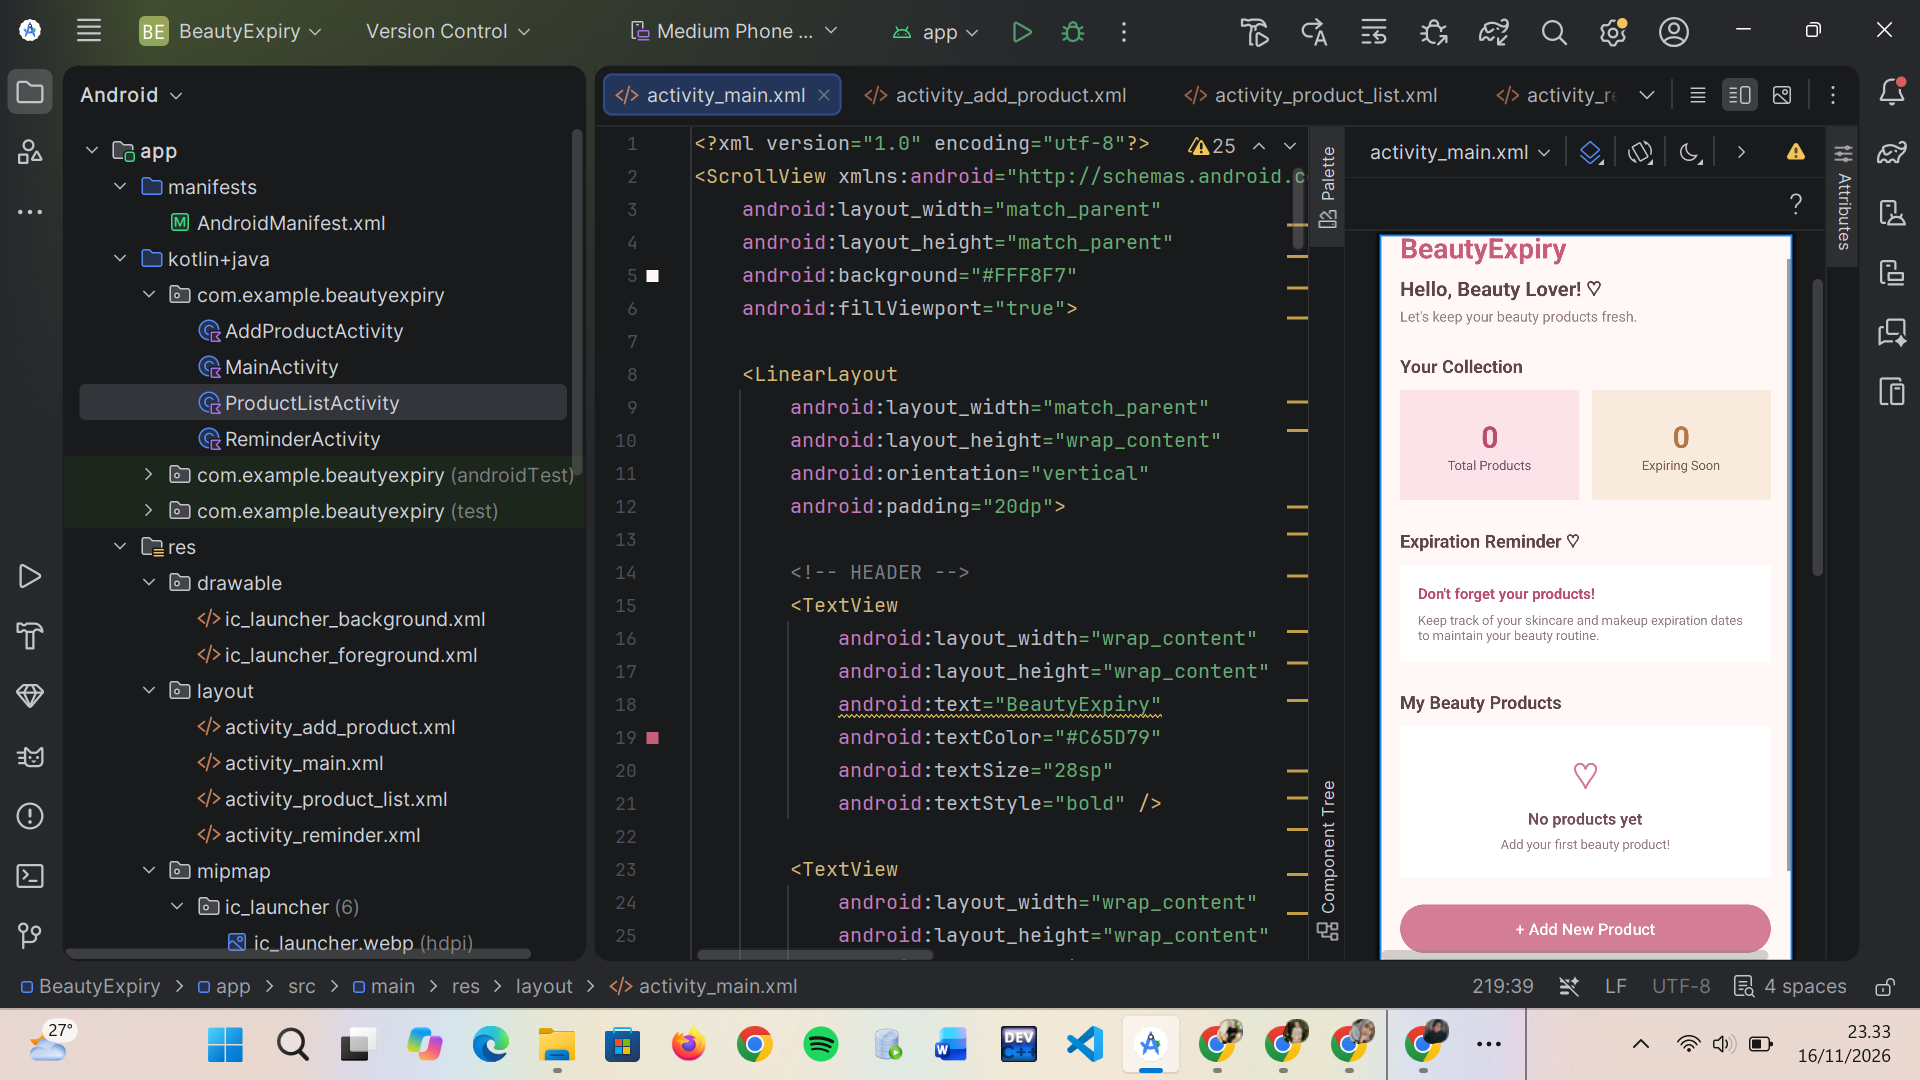 BE BeautyExpiry
Version Control
Medium Phone ...
app
Android
app
manifests
AndroidManifest.xml
kotlin+java
com.example.beautyexpiry
AddProductActivity
MainActivity
ProductListActivity
ReminderActivity
com.example.beautyexpiry (androidTest)
com.example.beautyexpiry (test)
res
drawable
ic_launcher_background.xml
ic_launcher_foreground.xml
layout
activity_add_product.xml
activity_main.xml
activity_product_list.xml
activity_reminder.xml
mipmap
ic_launcher (6)
ic_launcher.webp (hdpi)
activity_main.xml
activity_add_product.xml
activity_product_list.xml
activity_re
25
1 <?xml version="1.0" encoding="utf-8"?>
2 <ScrollView xmlns:android="http://schemas.android.c
3 android:layout_width="match_parent"
4 android:layout_height="match_parent"
5 android:background="#FFF8F7"
6 android:fillViewport="true">
7
8 <LinearLayout
9 android:layout_width="match_parent"
10 android:layout_height="wrap_content"
11 android:orientation="vertical"
12 android:padding="20dp">
13
14 <!-- HEADER -->
15 <TextView
16 android:layout_width="wrap_content"
17 android:layout_height="wrap_content"
18 android:text="BeautyExpiry"
19 android:textColor="#C65D79"
20 android:textSize="28sp"
21 android:textStyle="bold" />
22
23 <TextView
24 android:layout_width="wrap_content"
25 android:layout_height="wrap_content"
Palette
Component Tree
activity_main.xml
?
Attributes
BeautyExpiry
Hello, Beauty Lover! ♡
Let's keep your beauty products fresh.
Your Collection
0
Total Products
0
Expiring Soon
Expiration Reminder ♡
Don't forget your products!
Keep track of your skincare and makeup expiration dates
to maintain your beauty routine.
My Beauty Products
♡
No products yet
Add your first beauty product!
+ Add New Product
BeautyExpiry > app > src > main > res > layout > activity_main.xml
219:39
LF
UTF-8
4 spaces
27°
DEV C++
23.33
16/11/2026